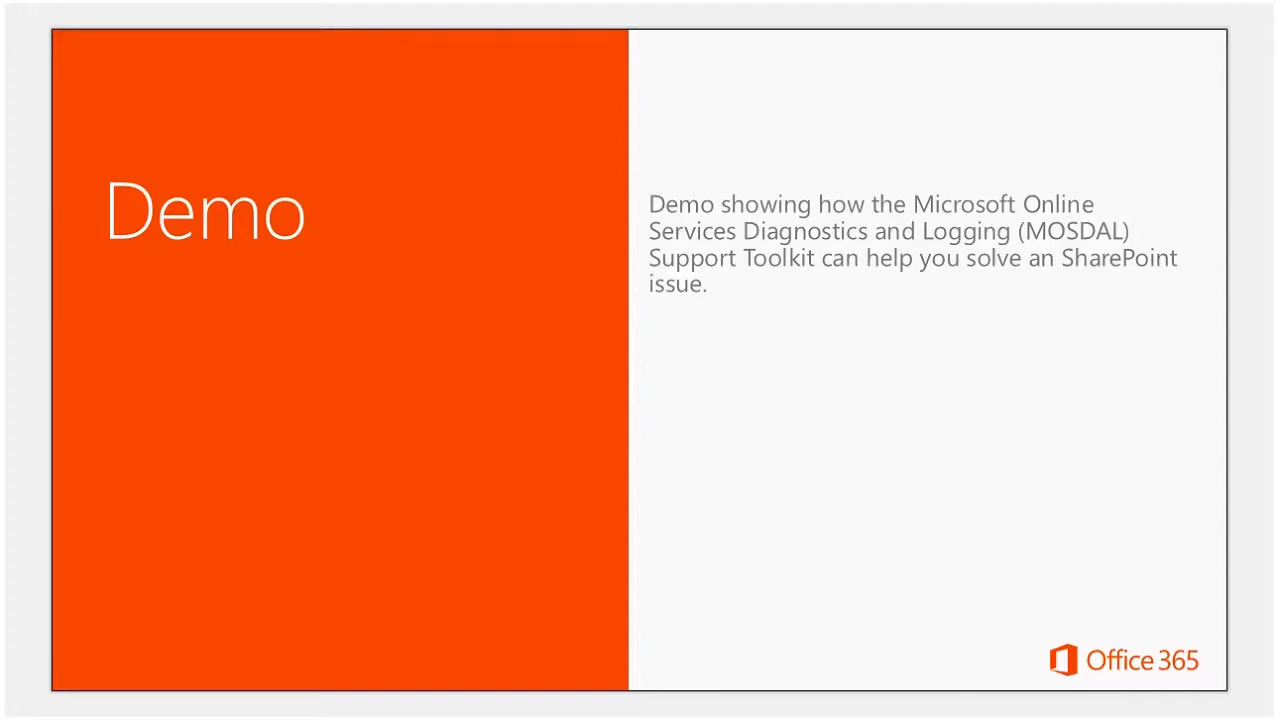 Demo
Demo showing how the Microsoft Online
Services Diagnostics and Logging (MOSDAL)
Support Toolkit can help you solve an SharePoint
issue.
Office 365